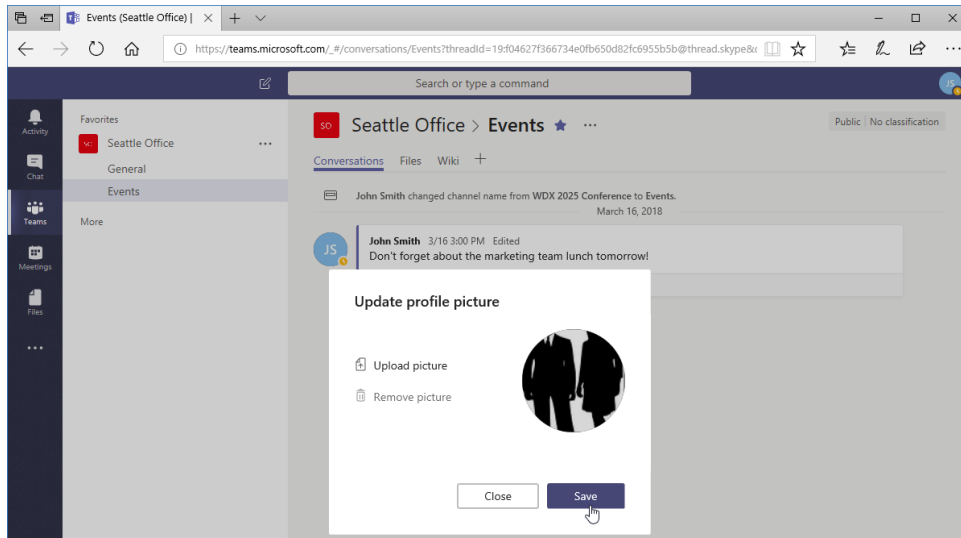 Events (Seattle Office) |
https://teams.microsoft.com/_#/conversations/Events?threadId=19:f04627f366734e0fb650d82fc6955b5b@thread.skype&
Search or type a command
JS
Activity
Chat
Teams
Meetings
Files
Favorites
Seattle Office
General
Events
More
SO
Seattle Office > Events
Public | No classification
Conversations Files Wiki
John Smith changed channel name from WDX 2025 Conference to Events.
March 16, 2018
JS
John Smith 3/16 3:00 PM Edited
Don't forget about the marketing team lunch tomorrow!
Update profile picture
Upload picture
Remove picture
Close
Save